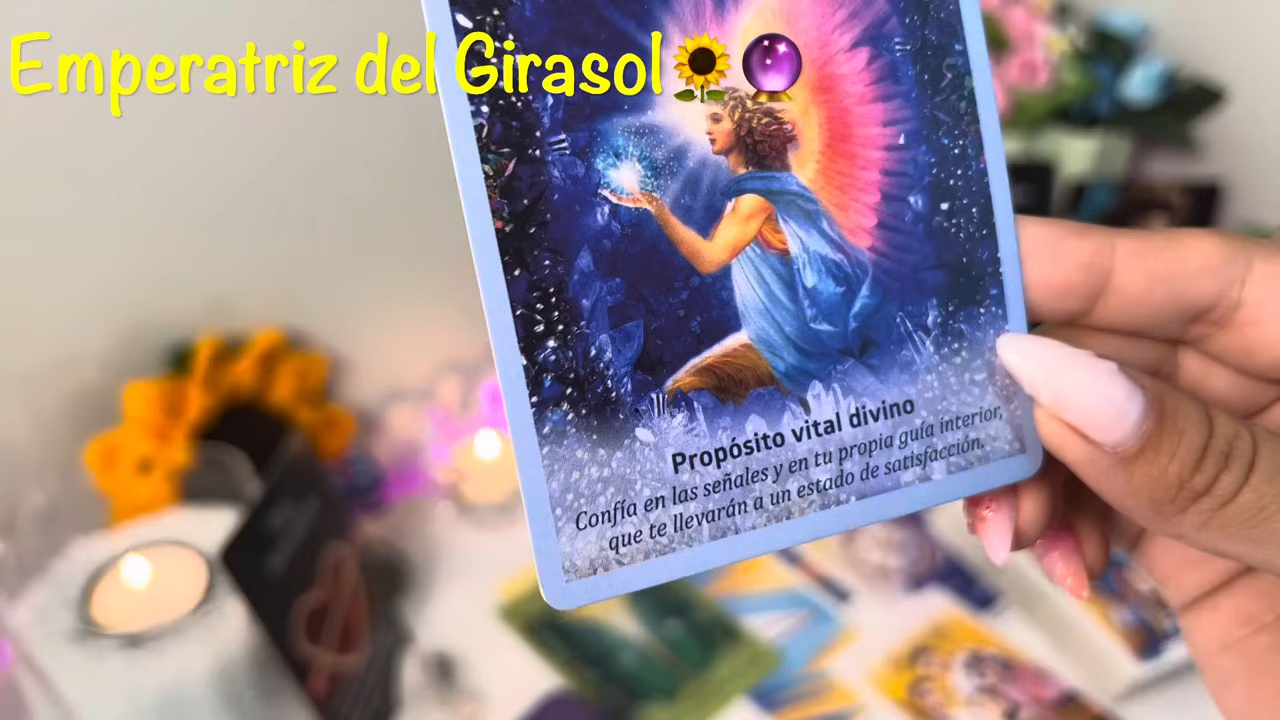 Emperatriz del Girasol🌻🔮
Propósito vital divino
Confía en las señales y en tu propia guía interior,
que te llevarán a un estado de satisfacción.